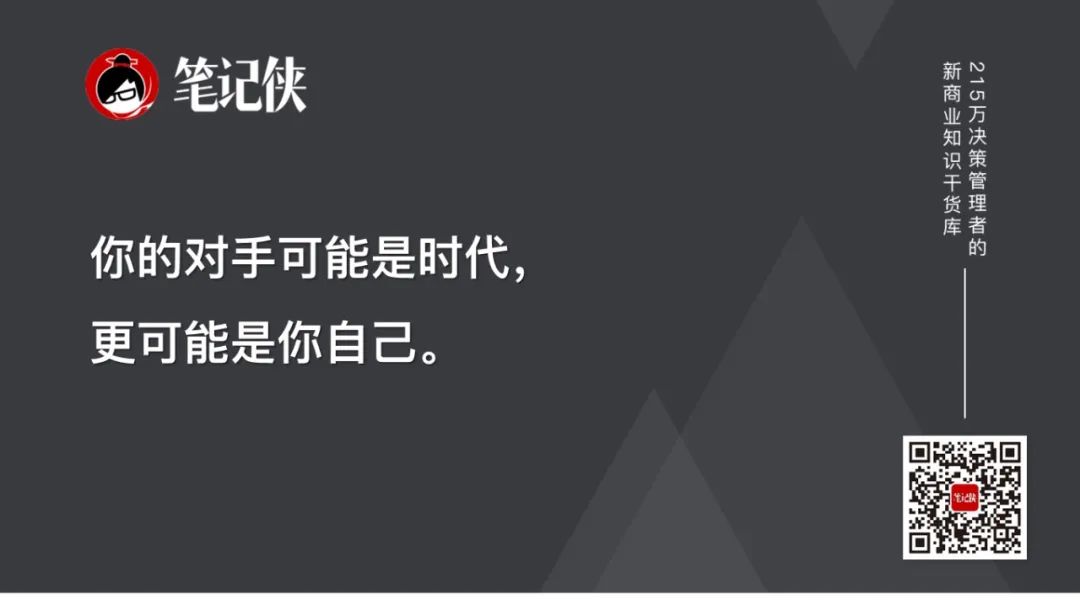 笔记侠
215万决策管理者的
新商业知识干货库
你的对手可能是时代，
更可能是你自己。
笔记侠